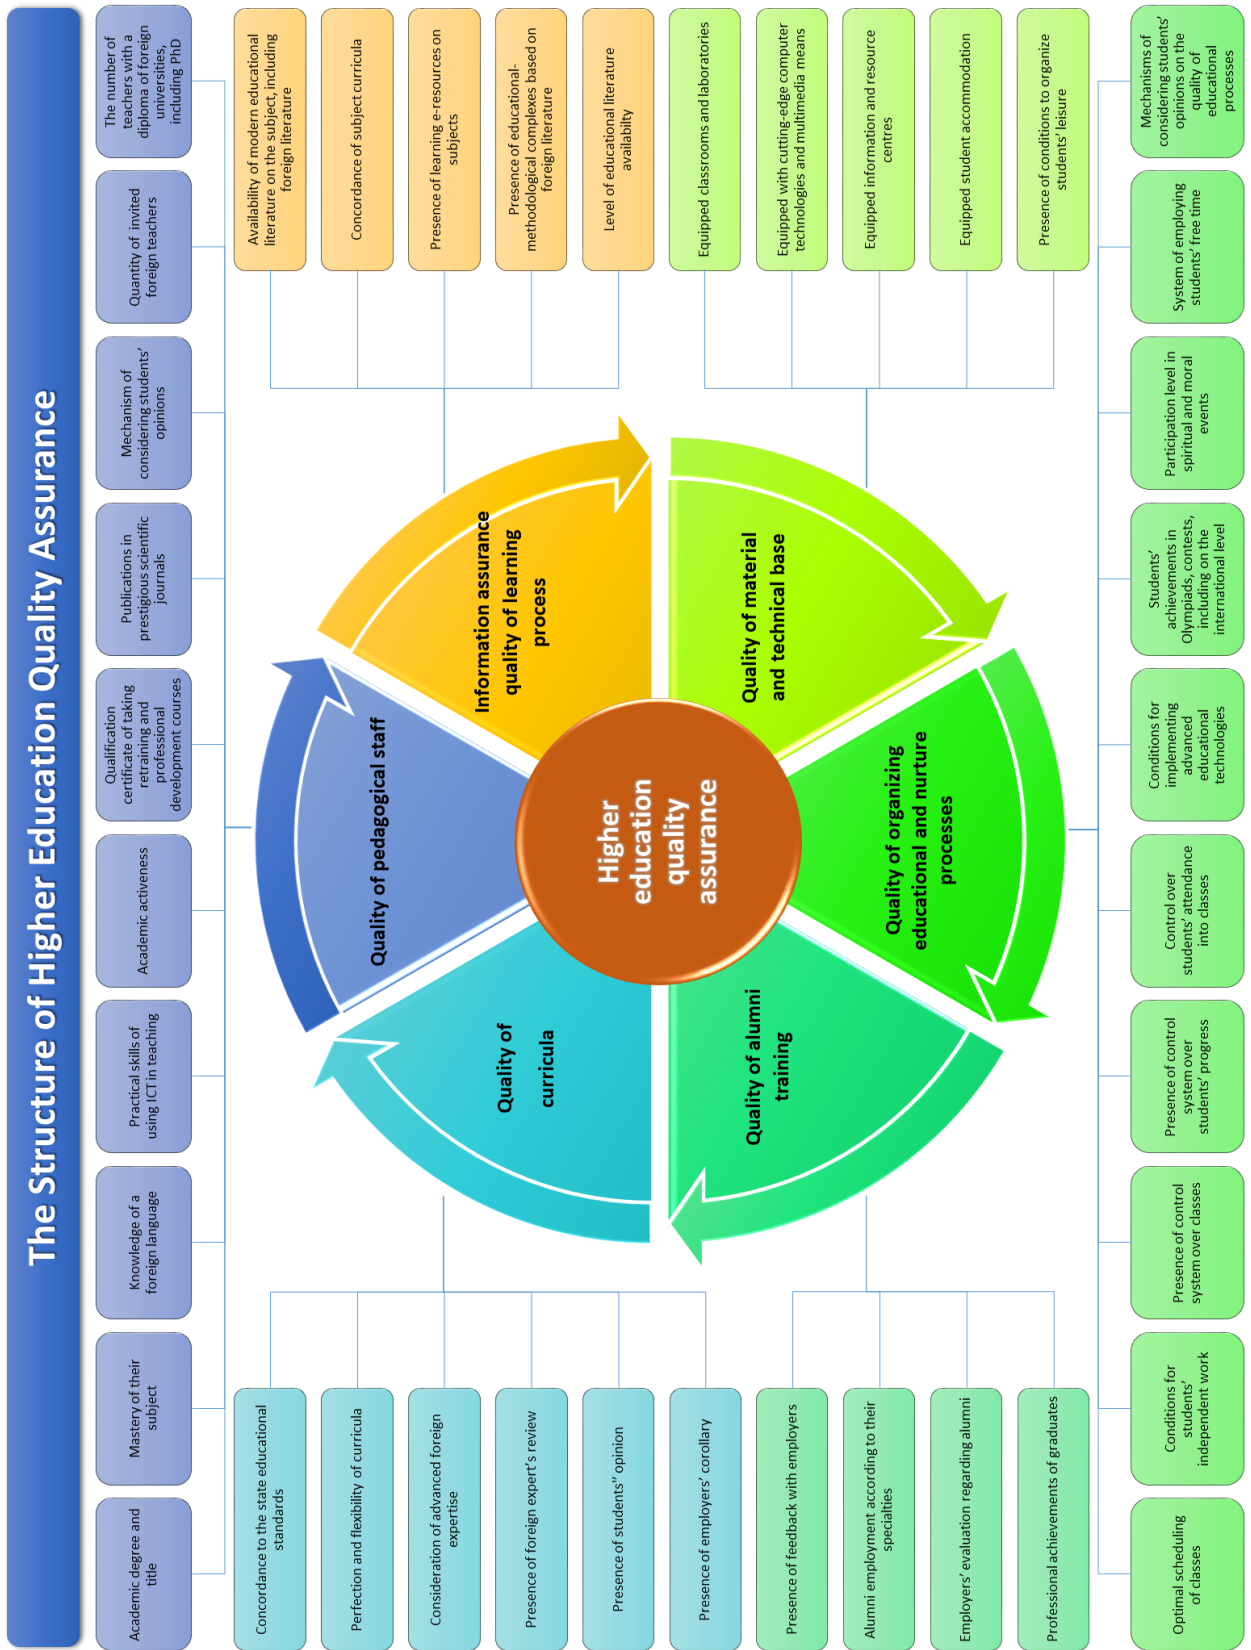 The Structure of Higher Education Quality Assurance
Academic degree and
title
Mastery of their
subject
Knowledge of a
foreign language
Practical skills of
using ICT in teaching
Academic activeness
Qualification
certificate of taking
retraining and
professional
development courses
Publications in
prestigious scientific
journals
Mechanism of
considering students'
opinions
Quantity of invited
foreign teachers
The number of
teachers with a
diploma of foreign
universities,
including PhD
Concordance to the state educational
standards
Perfection and flexibility of curricula
Consideration of advanced foreign
expertise
Presence of foreign expert's review
Presence of students" opinion
Presence of employers' corollary
Presence of feedback with employers
Alumni employment according to their
specialties
Employers' evaluation regarding alumni
Professional achievements of graduates
Quality of pedagogical staff
Quality of
curricula
Information assurance
quality of learning
process
Higher
education
quality
assurance
Quality of alumni
training
Quality of material
and technical base
Quality of organizing
educational and nurture
processes
Availability of modern educational
literature on the subject, including
foreign literature
Concordance of subject curricula
Presence of learning e-resources on
subjects
Presence of educational-
methodological complexes based on
foreign literature
Level of educational literature
availabilty
Equipped classrooms and laboratories
Equipped with cutting-edge computer
technologies and multimedia means
Equipped information and resource
centres
Equipped student accommodation
Presence of conditions to organize
students' leisure
Optimal scheduling
of classes
Conditions for
students'
independent work
Presence of control
system over classes
Presence of control
system over
students' progress
Control over
students' attendance
into classes
Conditions for
implementing
advanced
educational
technologies
Students'
achievements in
Olympiads, contests,
including on the
international level
Participation level in
spiritual and moral
events
System of employing
students' free time
Mechanisms of
considering students'
opinions on the
quality of
educational
processes